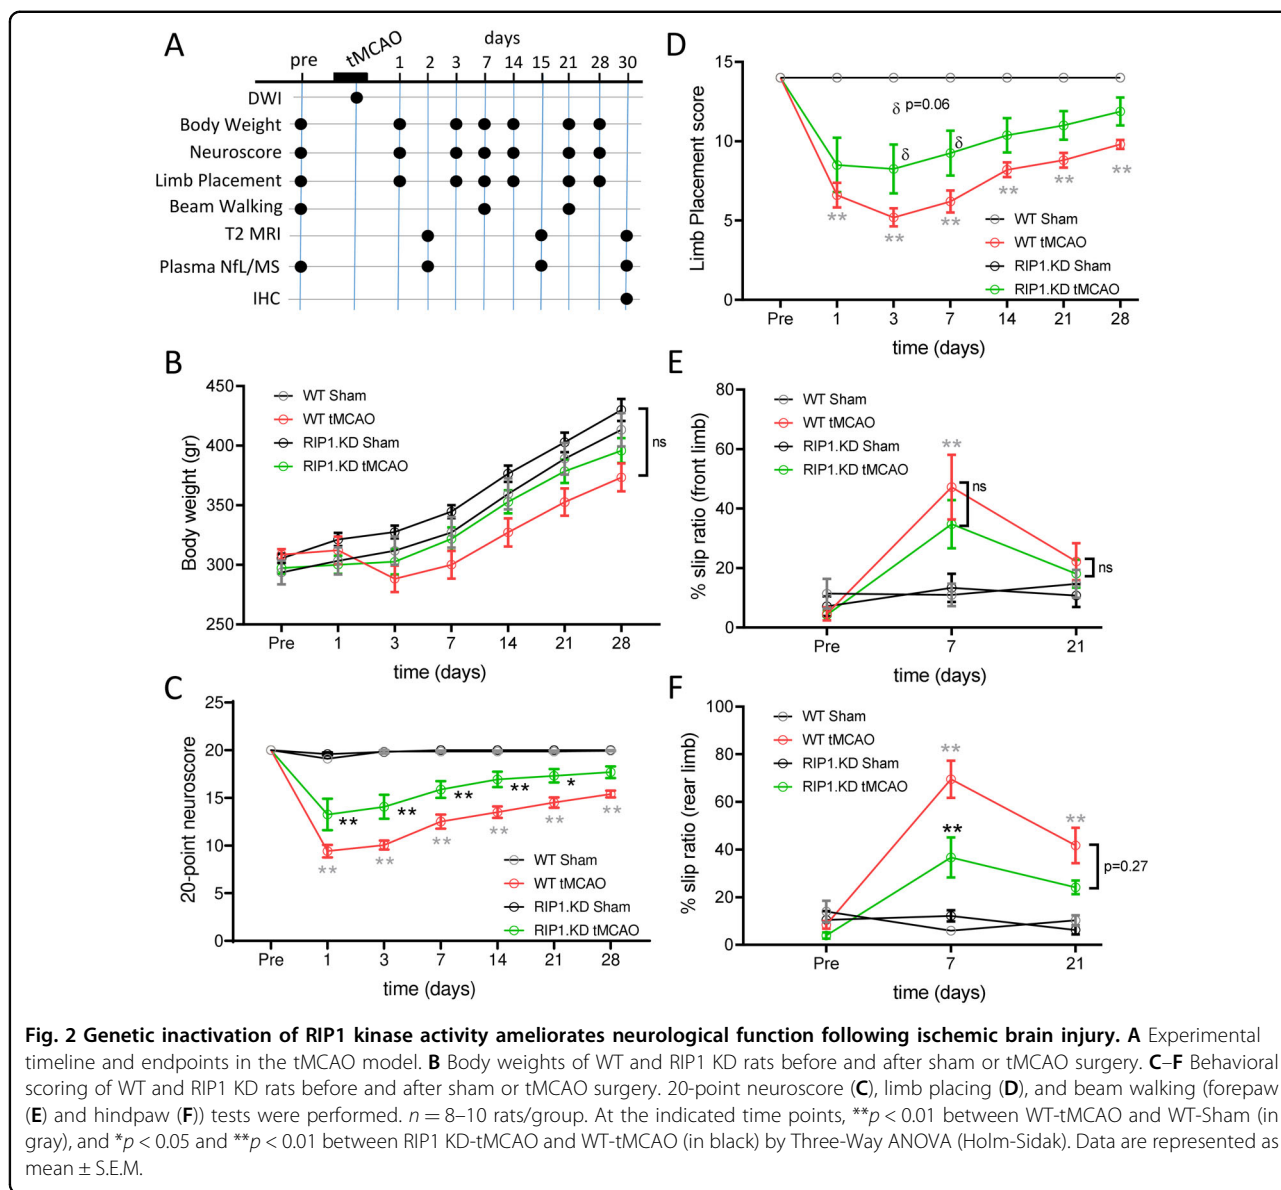 A
days
pre
tMCAO
1 2 3 7 14 15 21 28 30
DWI
Body Weight
Neuroscore
Limb Placement
Beam Walking
T2 MRI
Plasma NfL/MS
IHC
B
Body weight (gr)
450
400
350
300
250
WT Sham
WT tMCAO
RIP1.KD Sham
RIP1.KD tMCAO
ns
Pre 1 3 7 14 21 28
time (days)
C
20-point neuroscore
25
20
15
10
5
0
** ** ** ** *
** ** ** ** ** **
WT Sham
WT tMCAO
RIP1.KD Sham
RIP1.KD tMCAO
Pre 1 3 7 14 21 28
time (days)
D
Limb Placement score
15
10
5
0
δ p=0.06
δ δ
** ** ** ** ** **
WT Sham
WT tMCAO
RIP1.KD Sham
RIP1.KD tMCAO
Pre 1 3 7 14 21 28
time (days)
E
% slip ratio (front limb)
80
60
40
20
0
WT Sham
WT tMCAO
RIP1.KD Sham
RIP1.KD tMCAO
**
ns
ns
Pre 7 21
time (days)
F
% slip ratio (rear limb)
100
80
60
40
20
0
WT Sham
WT tMCAO
RIP1.KD Sham
RIP1.KD tMCAO
**
**
**
p=0.27
Pre 7 21
time (days)
Fig. 2 Genetic inactivation of RIP1 kinase activity ameliorates neurological function following ischemic brain injury. A Experimental
timeline and endpoints in the tMCAO model. B Body weights of WT and RIP1 KD rats before and after sham or tMCAO surgery. C–F Behavioral
scoring of WT and RIP1 KD rats before and after sham or tMCAO surgery. 20-point neuroscore (C), limb placing (D), and beam walking (forepaw
(E) and hindpaw (F)) tests were performed. n = 8–10 rats/group. At the indicated time points, **p < 0.01 between WT-tMCAO and WT-Sham (in
gray), and *p < 0.05 and **p < 0.01 between RIP1 KD-tMCAO and WT-tMCAO (in black) by Three-Way ANOVA (Holm-Sidak). Data are represented as
mean ± S.E.M.